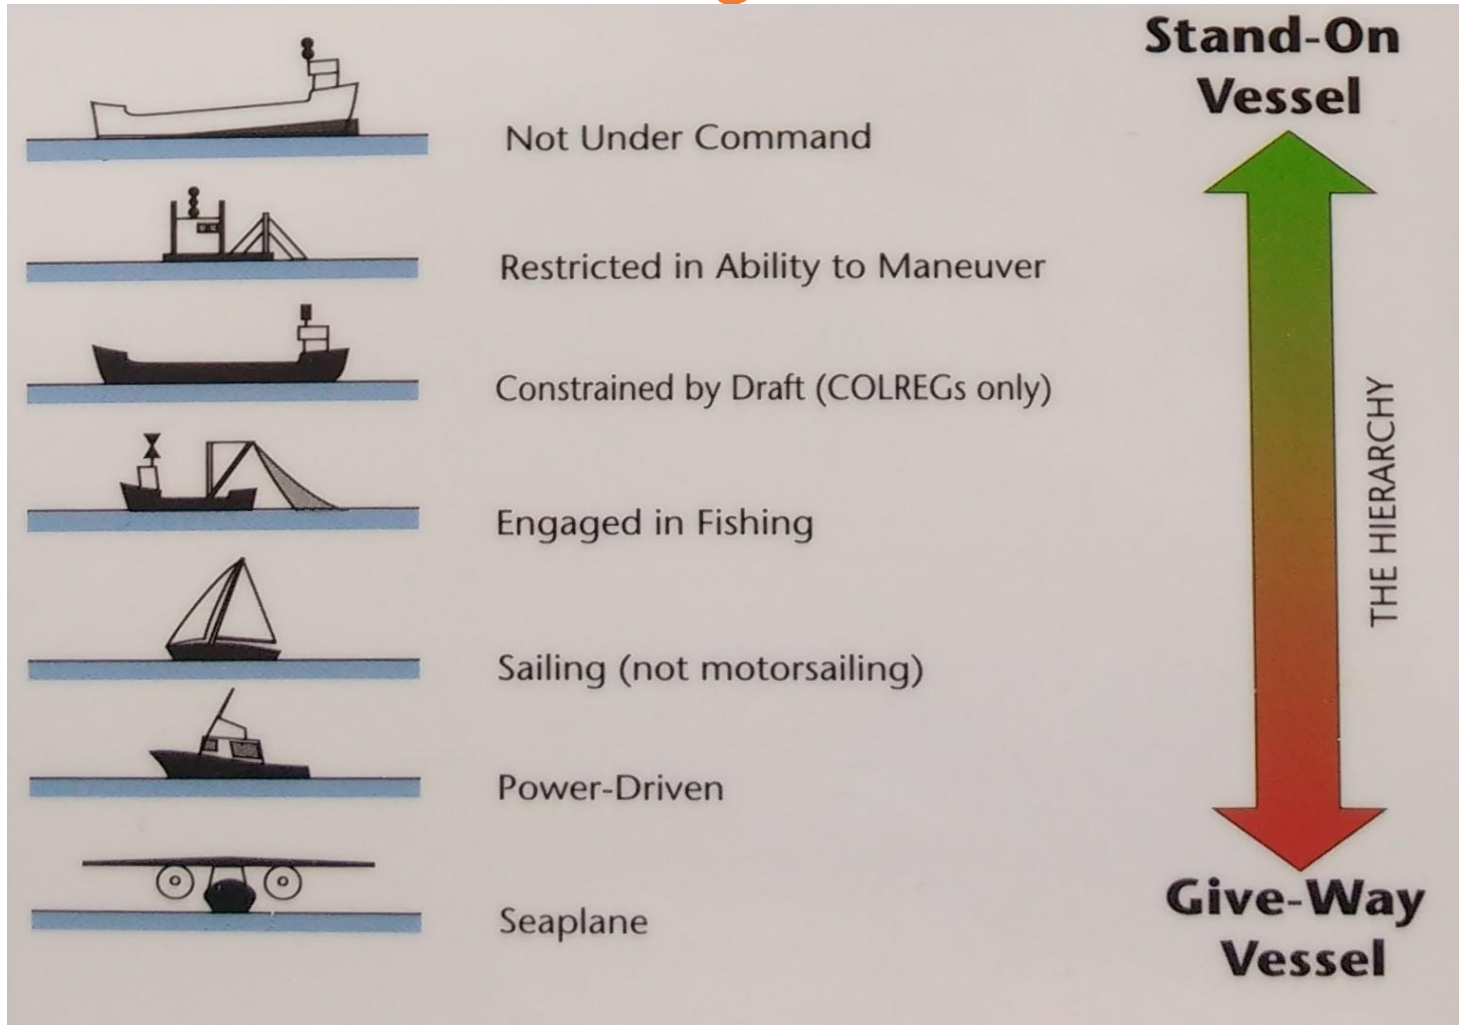 Stand-On
Vessel
Not Under Command
Restricted in Ability to Maneuver
Constrained by Draft (COLREGs only)
THE HIERARCHY
Engaged in Fishing
Sailing (not motorsailing)
Power-Driven
Give-Way
Vessel
Seaplane